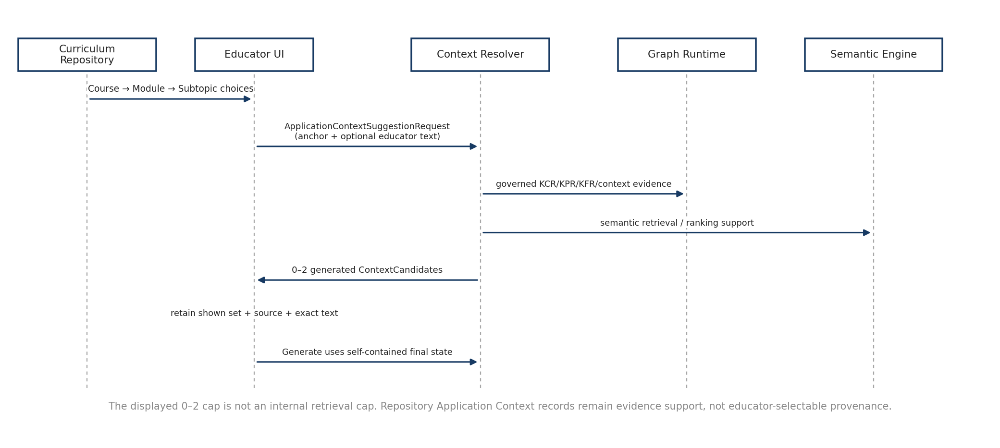 Curriculum
Repository
Educator UI
Context Resolver
Graph Runtime
Semantic Engine
Course → Module → Subtopic choices
ApplicationContextSuggestionRequest
(anchor + optional educator text)
governed KCR/KPR/KFR/context evidence
semantic retrieval / ranking support
0–2 generated ContextCandidates
retain shown set + source + exact text
Generate uses self-contained final state
The displayed 0–2 cap is not an internal retrieval cap. Repository Application Context records remain evidence support, not educator-selectable provenance.